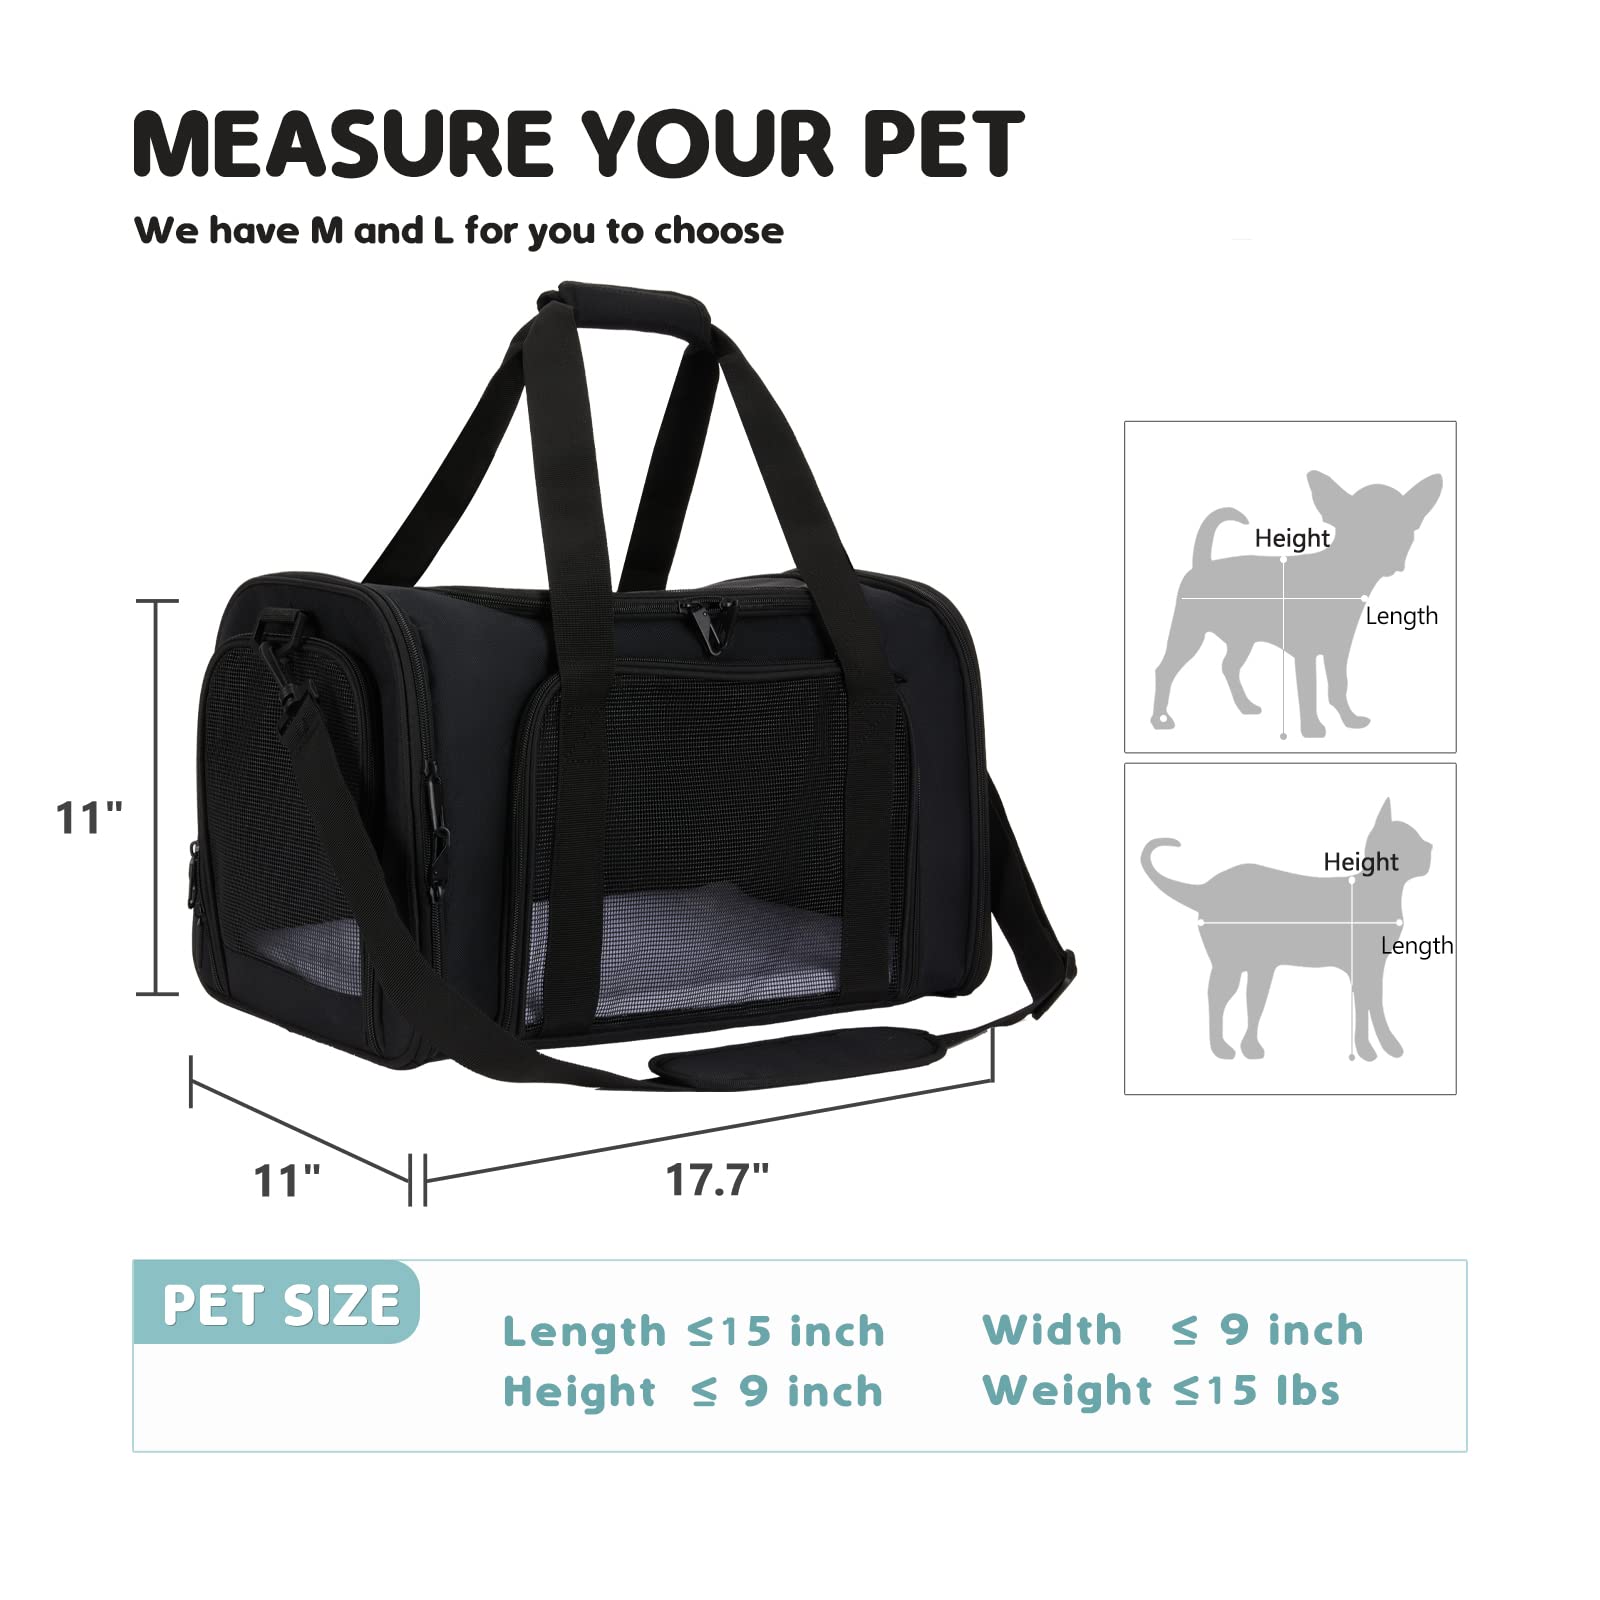 MEASURE YOUR PET
We have M and L for you to choose
Height
Length
11"
Height
Length
11"
17.7"
PET SIZE
Length ≤15 inch
Width ≤ 9 inch
Height ≤ 9 inch
Weight ≤15 lbs